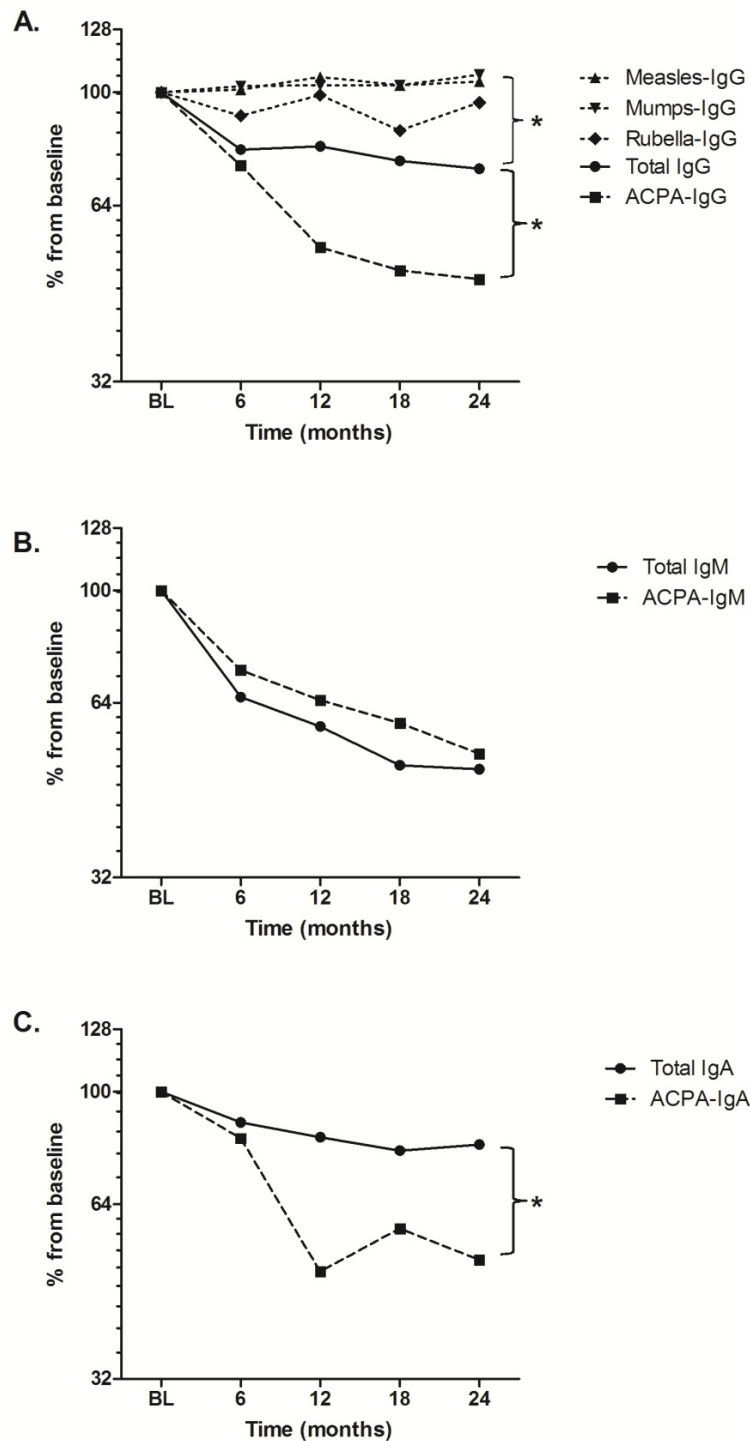 A.
128
100
64
32
% from baseline
BL 6 12 18 24
Time (months)
Measles-IgG
Mumps-IgG
Rubella-IgG
Total IgG
ACPA-IgG
*
*
B.
128
100
64
32
% from baseline
BL 6 12 18 24
Time (months)
Total IgM
ACPA-IgM
C.
128
100
64
32
% from baseline
BL 6 12 18 24
Time (months)
Total IgA
ACPA-IgA
*